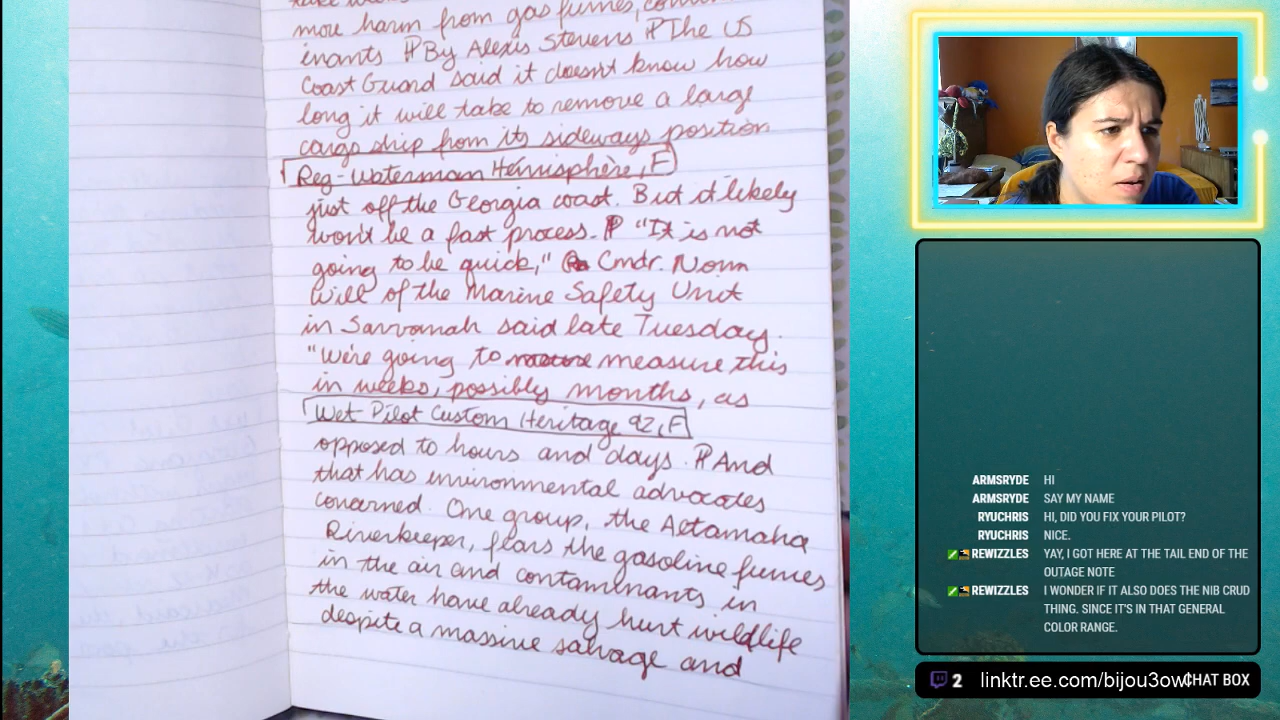 more harm from gas fumes,
inants ₽ By Alexis Stevens ₽ The US
Coast Guard said it doesn't know how
long it will take to remove a large
cargo ship from its sideways position
Reg-Waterman Hémisphère, F
just off the Georgia coast. But it likely
won't be a fast process. ₽ "It is not
going to be quick," Cmdr. Norm
Will of the Marine Safety Unit
in Savvanah said late Tuesday.
"We're going to measure this
in weeks, possibly months, as
Wet Pilot Custom Heritage 92, F
opposed to hours and days. ₽ And
that has environmental advocates
concerned. One group, the Altamaha
Riverkeeper, fears the gasoline fumes
in the air and contaminants in
the water have already hurt wildlife
despite a massive salvage and
ARMSRYDE HI
ARMSRYDE SAY MY NAME
RYUCHRIS HI, DID YOU FIX YOUR PILOT?
RYUCHRIS NICE.
REWIZZLES YAY, I GOT HERE AT THE TAIL END OF THE
OUTAGE NOTE
REWIZZLES I WONDER IF IT ALSO DOES THE NIB CRUD
THING. SINCE IT'S IN THAT GENERAL
COLOR RANGE.
2 linktr.ee.com/bijou3owl CHAT BOX